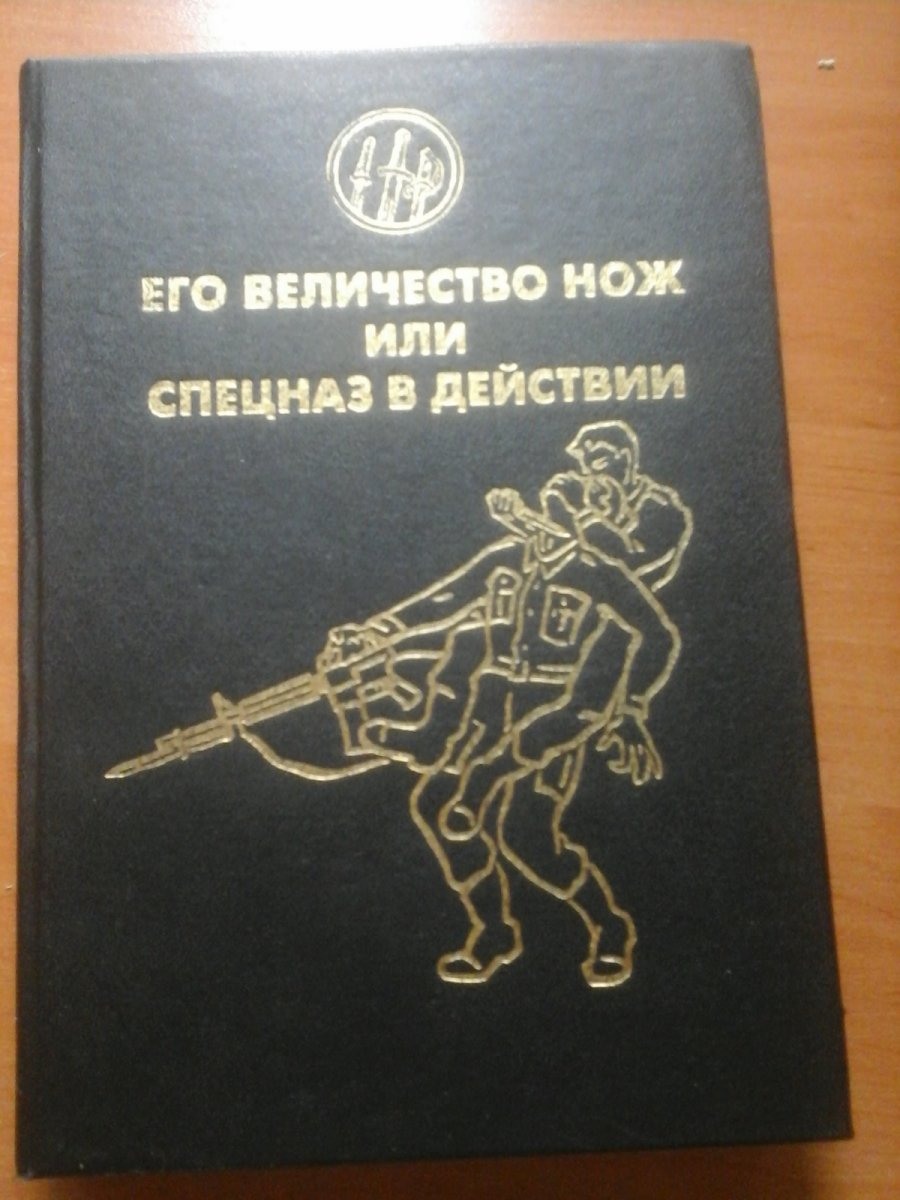 ЕГО ВЕЛИЧЕСТВО НОЖ
ИЛИ
СПЕЦНАЗ В ДЕЙСТВИИ